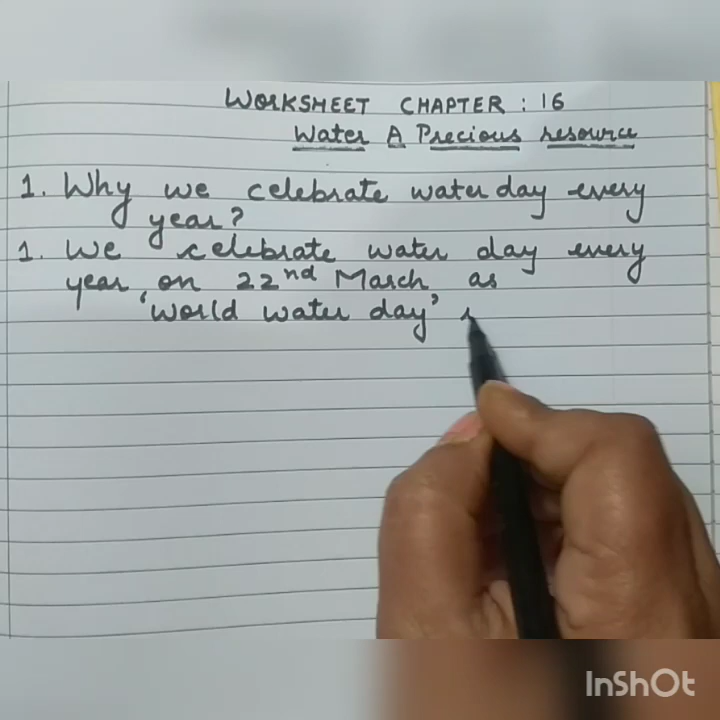 WORKSHEET CHAPTER : 16
Water A Precious resource
1. Why we celebrate water day every
year?
1. We celebrate water day every
year, on 22nd March as
'World water day'
InShOt